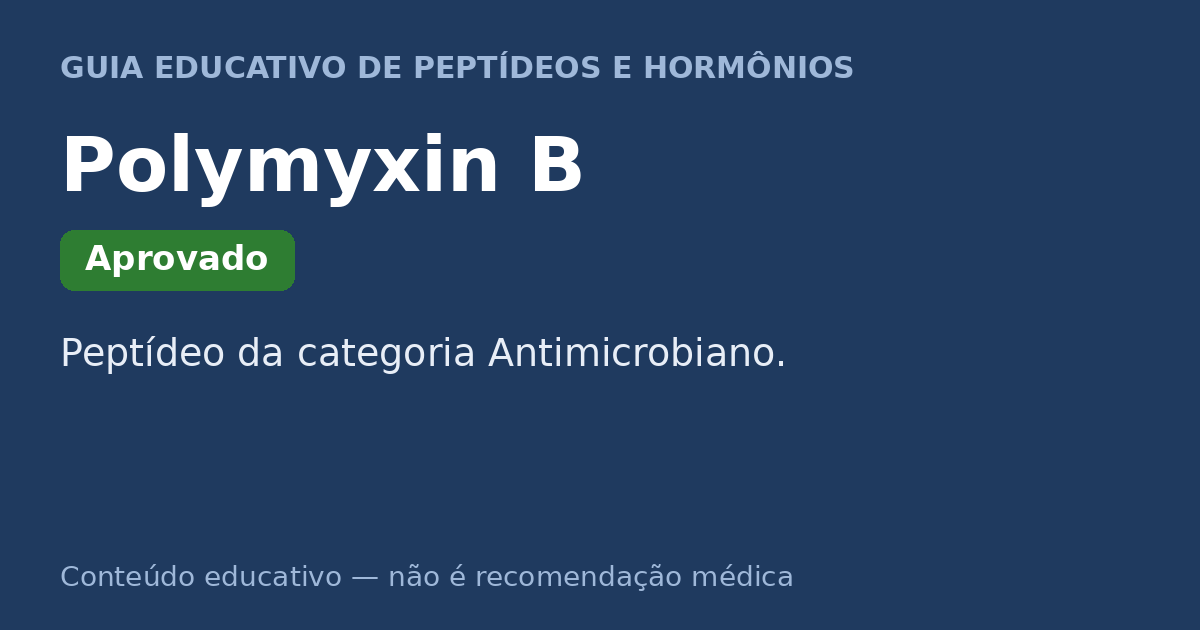 GUIA EDUCATIVO DE PEPTÍDEOS E HORMÔNIOS
Polymyxin B
Aprovado
Peptídeo da categoria Antimicrobiano.
Conteúdo educativo — não é recomendação médica